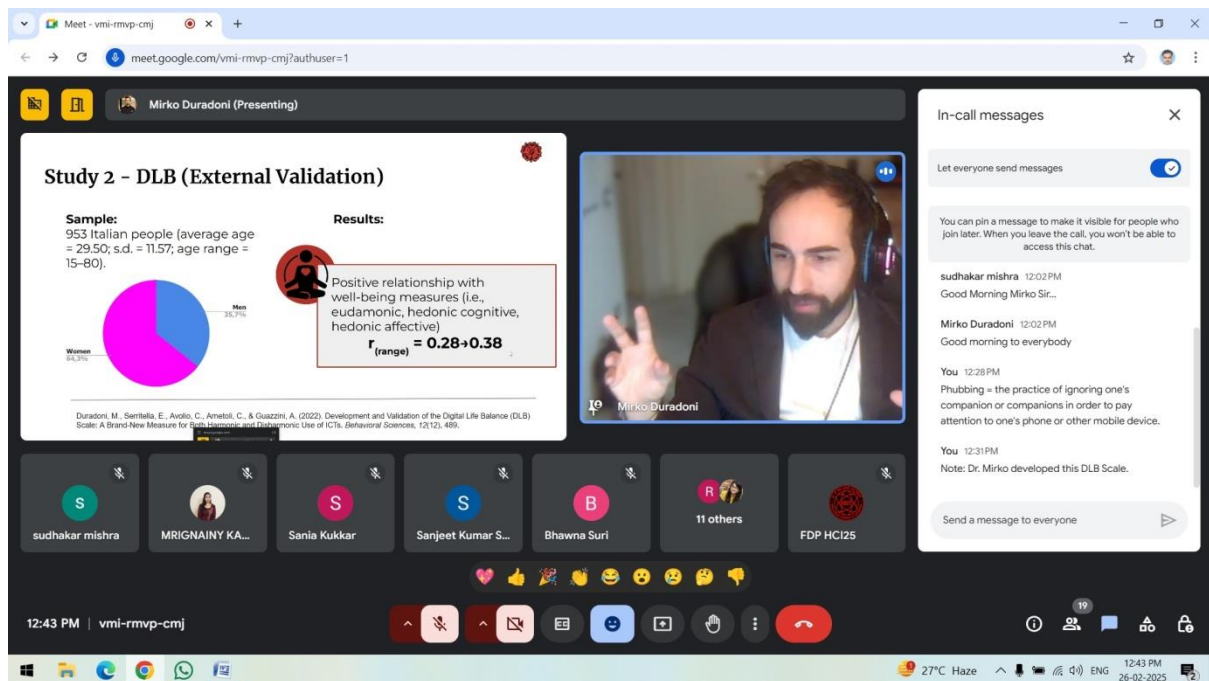 Meet - vmi-rmvp-cmj
meet.google.com/vmi-rmvp-cmj?authuser=1
Mirko Duradoni (Presenting)
Study 2 - DLB (External Validation)
Sample:
953 Italian people (average age
= 29.50; s.d. = 11.57; age range =
15–80).
Men
35,7%
Women
64,3%
Results:
Positive relationship with
well-being measures (i.e.,
eudamonic, hedonic cognitive,
hedonic affective)
r(range) = 0.28→0.38
Duradoni, M., Serritella, E., Avolio, C., Arnetoli, C., & Guazzini, A. (2022). Development and Validation of the Digital Life Balance (DLB)
Scale: A Brand-New Measure for Both Harmonic and Disharmonic Use of ICTs. Behavioral Sciences, 12(12), 489.
Mirko Duradoni
In-call messages
Let everyone send messages
You can pin a message to make it visible for people who
join later. When you leave the call, you won't be able to
access this chat.
sudhakar mishra 12:02 PM
Good Morning Mirko Sir...
Mirko Duradoni 12:02 PM
Good morning to everybody
You 12:28 PM
Phubbing = the practice of ignoring one's
companion or companions in order to pay
attention to one's phone or other mobile device.
You 12:31 PM
Note: Dr. Mirko developed this DLB Scale.
Send a message to everyone
s
sudhakar mishra
MRIGNAINY KA...
S
Sania Kukkar
S
Sanjeet Kumar S...
B
Bhawna Suri
R
11 others
FDP HCI25
12:43 PM | vmi-rmvp-cmj
19
27°C Haze
ENG
12:43 PM
26-02-2025
2